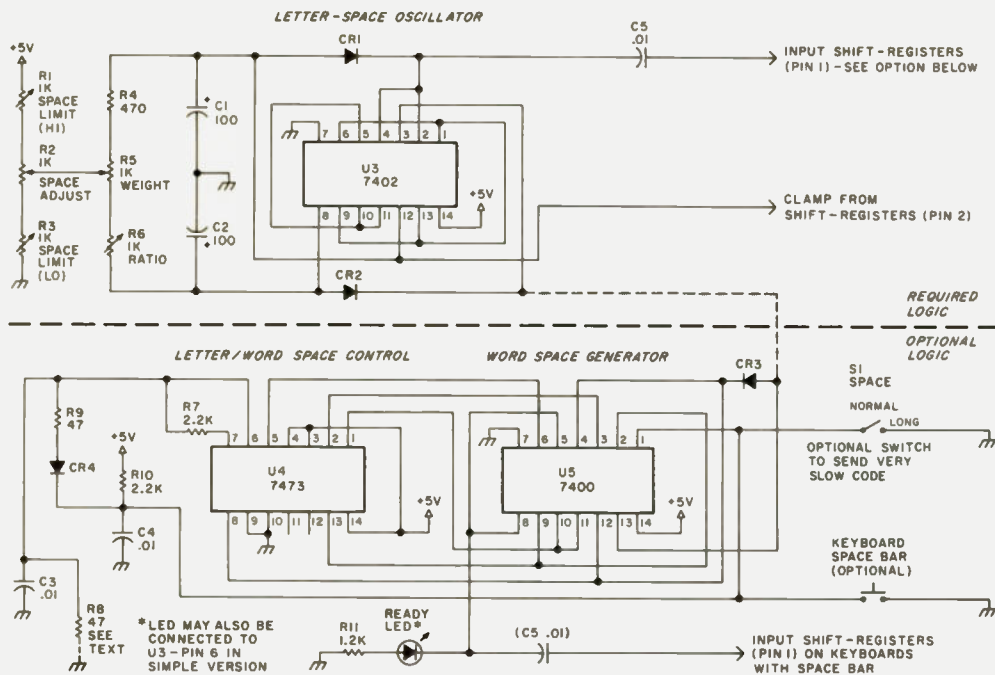 LETTER-SPACE OSCILLATOR
+5V
R1
1K
SPACE
LIMIT
(HI)
R2
1K
SPACE
ADJUST
R3
1K
SPACE
LIMIT
(LO)
R4
470
R5
1K
WEIGHT
R6
1K
RATIO
C1
100
C2
100
CR1
7 6 5 4 3 2 1
U3
7402
8 9 10 11 12 13 14
+5V
CR2
C5
.01
INPUT SHIFT-REGISTERS
(PIN 1)-SEE OPTION BELOW
CLAMP FROM
SHIFT-REGISTERS (PIN 2)
REQUIRED
LOGIC
OPTIONAL
LOGIC
LETTER/WORD SPACE CONTROL
WORD SPACE GENERATOR
CR3
S1
SPACE
NORMAL
LONG
OPTIONAL SWITCH
TO SEND VERY
SLOW CODE
R9
47
CR4
+5V
R10
2.2K
C4
.01
C3
.01
R8
47
SEE
TEXT
R7
2.2K
7 6 5 4 3 2 1
U4
7473
8 9 10 11 12 13 14
+5V
7 6 5 4 3 2 1
U5
7400
8 9 10 11 12 13 14
+5V
KEYBOARD
SPACE BAR
(OPTIONAL)
*LED MAY ALSO BE
CONNECTED TO
U3-PIN 6 IN
SIMPLE VERSION
R11
1.2K
READY
LED*
(C5 .01)
INPUT SHIFT-REGISTERS
(PIN 1) ON KEYBOARDS
WITH SPACE BAR